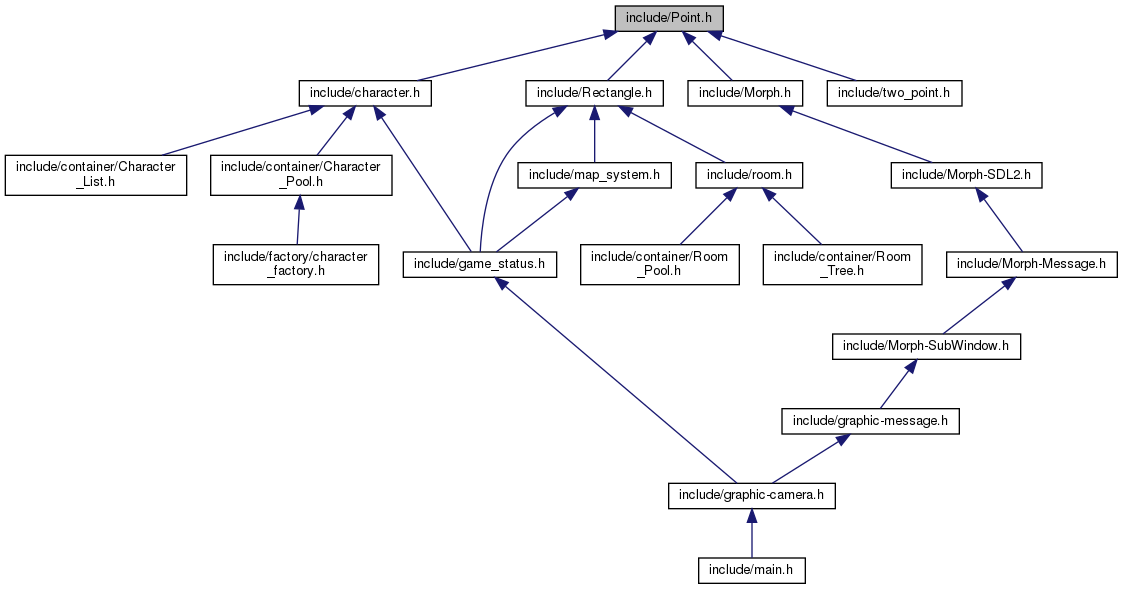 include/Point.h
include/character.h
include/Rectangle.h
include/Morph.h
include/two_point.h
include/container/Character
_List.h
include/container/Character
_Pool.h
include/map_system.h
include/room.h
include/Morph-SDL2.h
include/factory/character
_factory.h
include/game_status.h
include/container/Room
_Pool.h
include/container/Room
_Tree.h
include/Morph-Message.h
include/Morph-SubWindow.h
include/graphic-message.h
include/graphic-camera.h
include/main.h